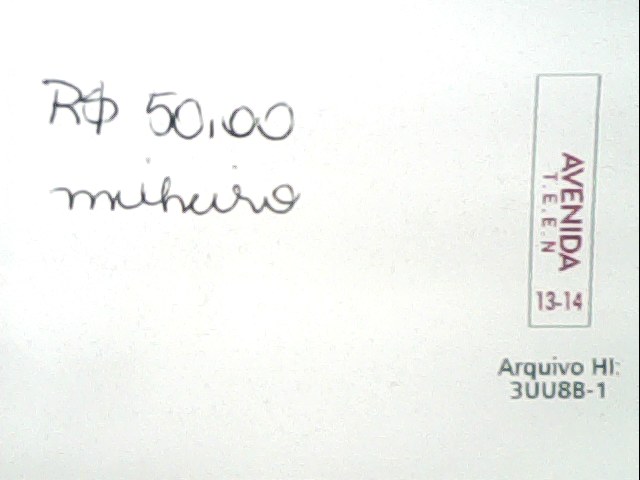 R$ 50,00
milheiro
AVENIDA
T.E.E.N
13-14
Arquivo HI:
3UU8B-1